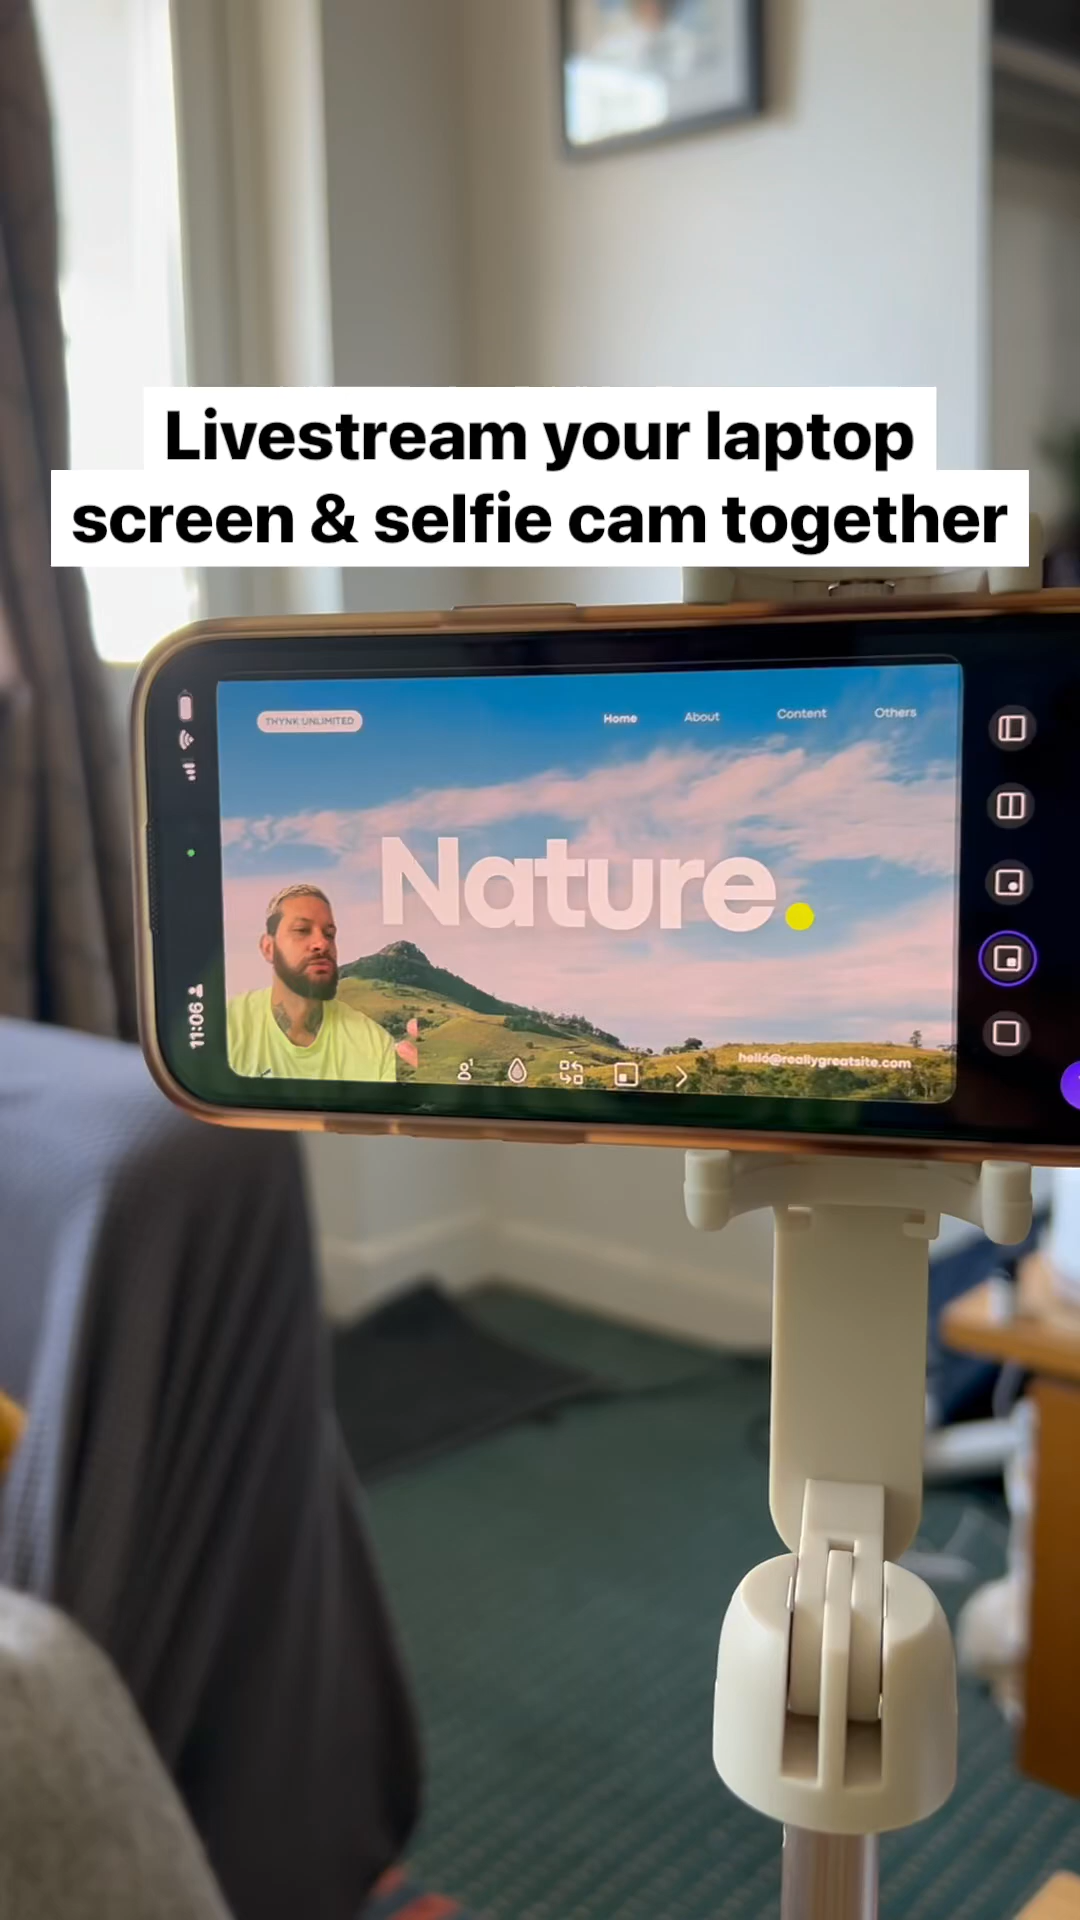 Livestream your laptop
screen & selfie cam together
THYNK UNLIMITED
Home
About
Content
Others
Nature.
hello@reallygreatsite.com
11:06
1